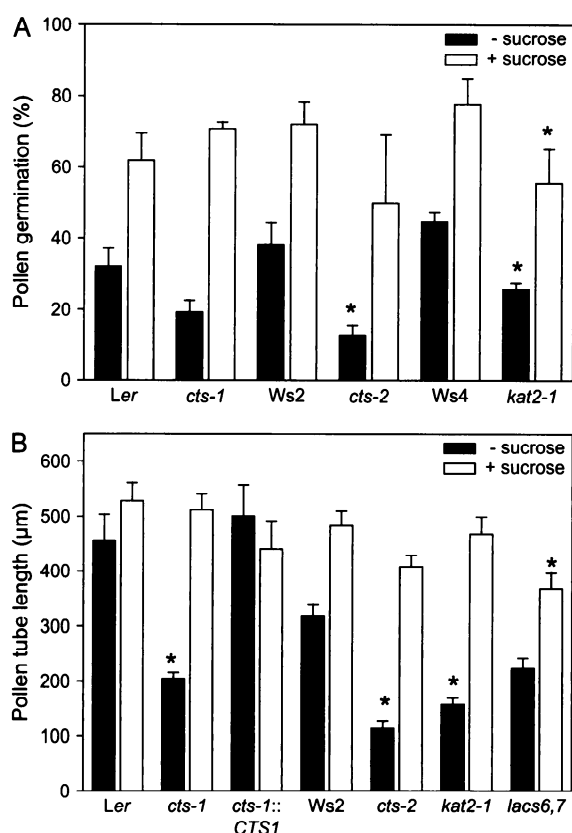 A
Pollen germination (%)
100
80
60
40
20
0
- sucrose
+ sucrose
*
*
*
Ler cts-1 Ws2 cts-2 Ws4 kat2-1
B
Pollen tube length (µm)
600
500
400
300
200
100
0
- sucrose
+ sucrose
*
*
*
*
Ler cts-1 cts-1:: Ws2 cts-2 kat2-1 lacs6,7
CTS1